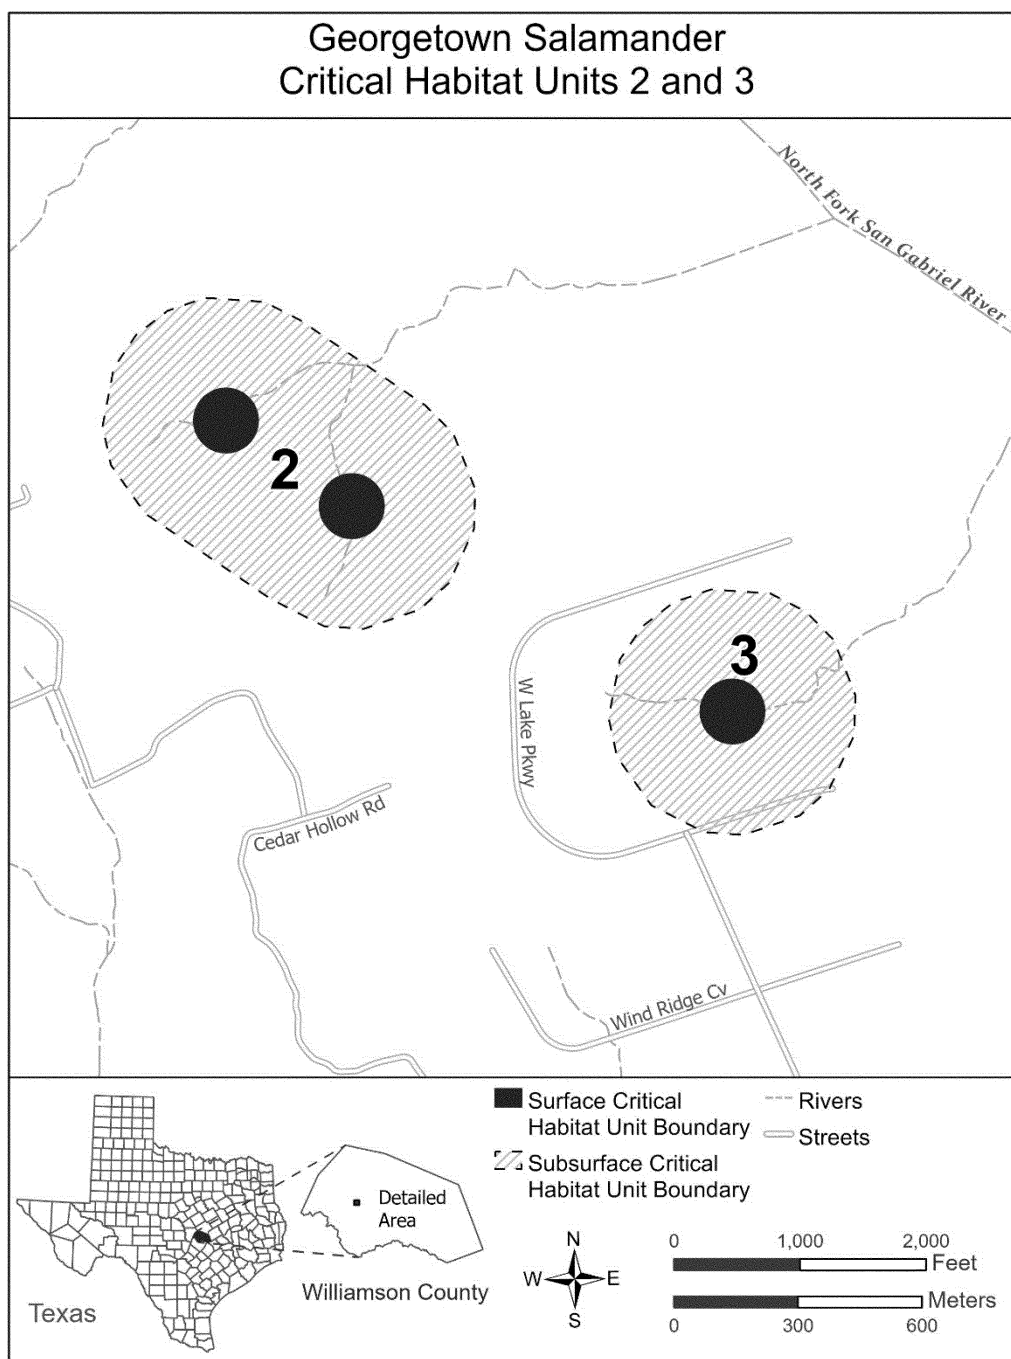 Georgetown Salamander
Critical Habitat Units 2 and 3
North Fork San Gabriel River
2
3
W Lake Pkwy
Cedar Hollow Rd
Wind Ridge Cv
Surface Critical
Habitat Unit Boundary
Subsurface Critical
Habitat Unit Boundary
Rivers
Streets
Detailed
Area
Williamson County
Texas
N
W E
S
0 1,000 2,000
Feet
Meters
0 300 600